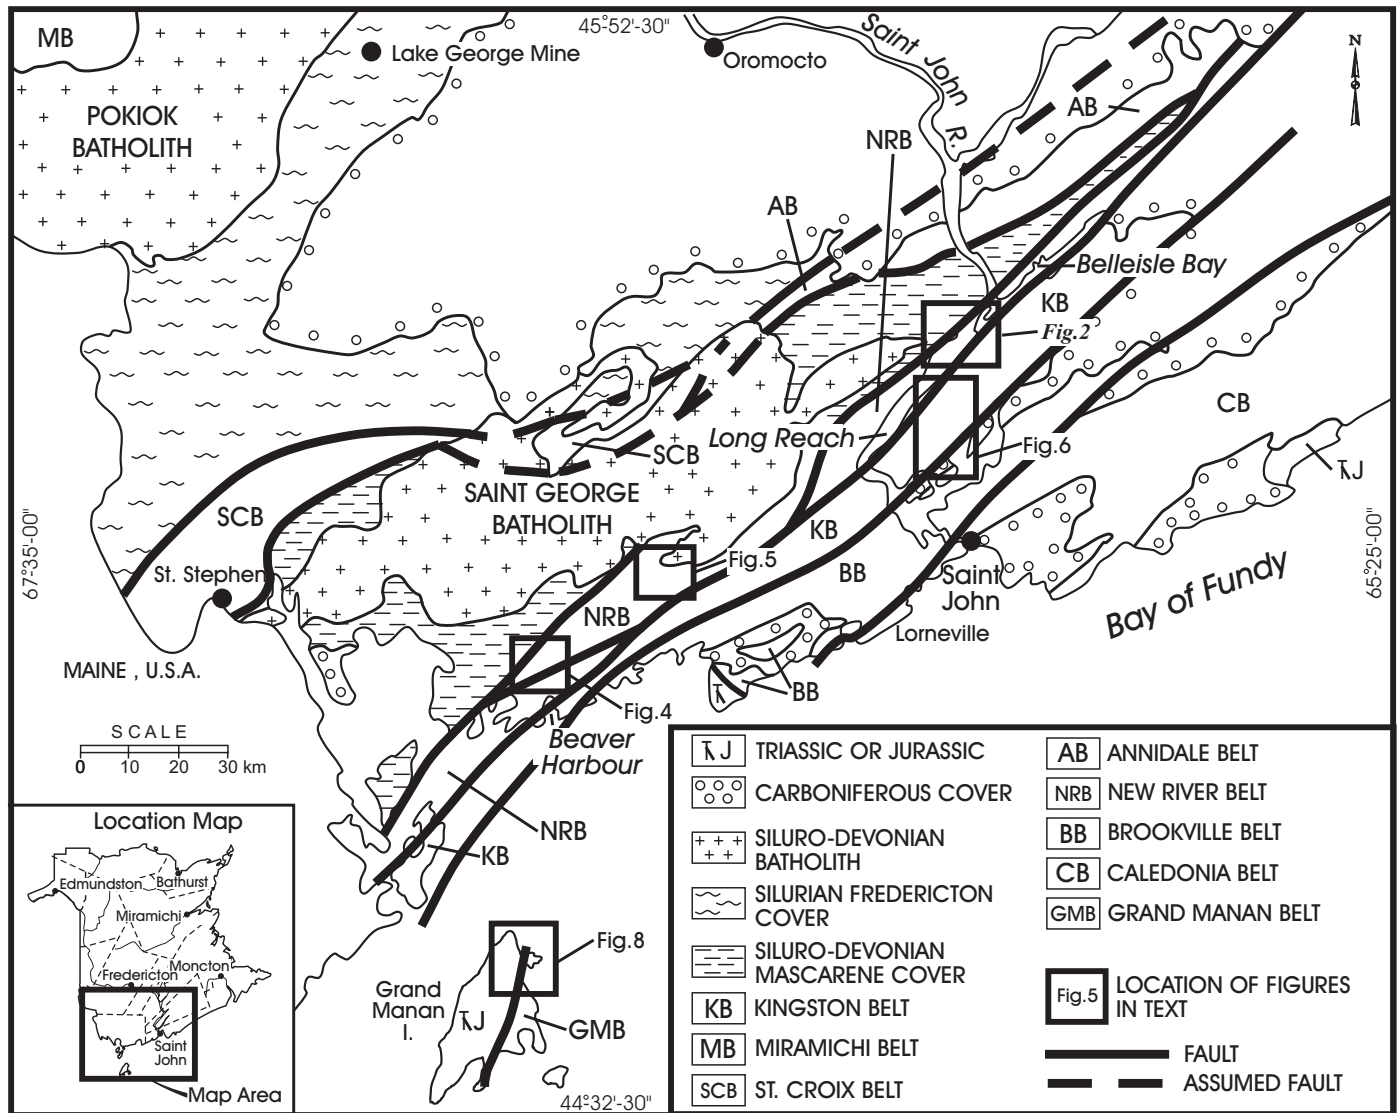 45°52'-30"
MB
Lake George Mine
Oromocto
Saint John R.
N
POKIOK
BATHOLITH
AB
NRB
AB
Belleisle Bay
KB
Fig.2
CB
Long Reach
SCB
Fig.6
TJ
SAINT GEORGE
BATHOLITH
SCB
67°35'-00"
65°25'-00"
KB
Fig.5
BB
St. Stephen
Saint
John
Bay of Fundy
NRB
Lorneville
MAINE , U.S.A.
BB
T
Fig.4
Beaver
Harbour
SCALE
0 10 20 30 km
NRB
KB
Fig.8
Grand
Manan
I.
TJ
GMB
44°32'-30"
Location Map
Edmundston
Bathurst
Miramichi
Fredericton
Moncton
Saint
John
Map Area
TJ TRIASSIC OR JURASSIC
CARBONIFEROUS COVER
SILURO-DEVONIAN
BATHOLITH
SILURIAN FREDERICTON
COVER
SILURO-DEVONIAN
MASCARENE COVER
KB KINGSTON BELT
MB MIRAMICHI BELT
SCB ST. CROIX BELT
AB ANNIDALE BELT
NRB NEW RIVER BELT
BB BROOKVILLE BELT
CB CALEDONIA BELT
GMB GRAND MANAN BELT
Fig.5 LOCATION OF FIGURES
IN TEXT
FAULT
ASSUMED FAULT